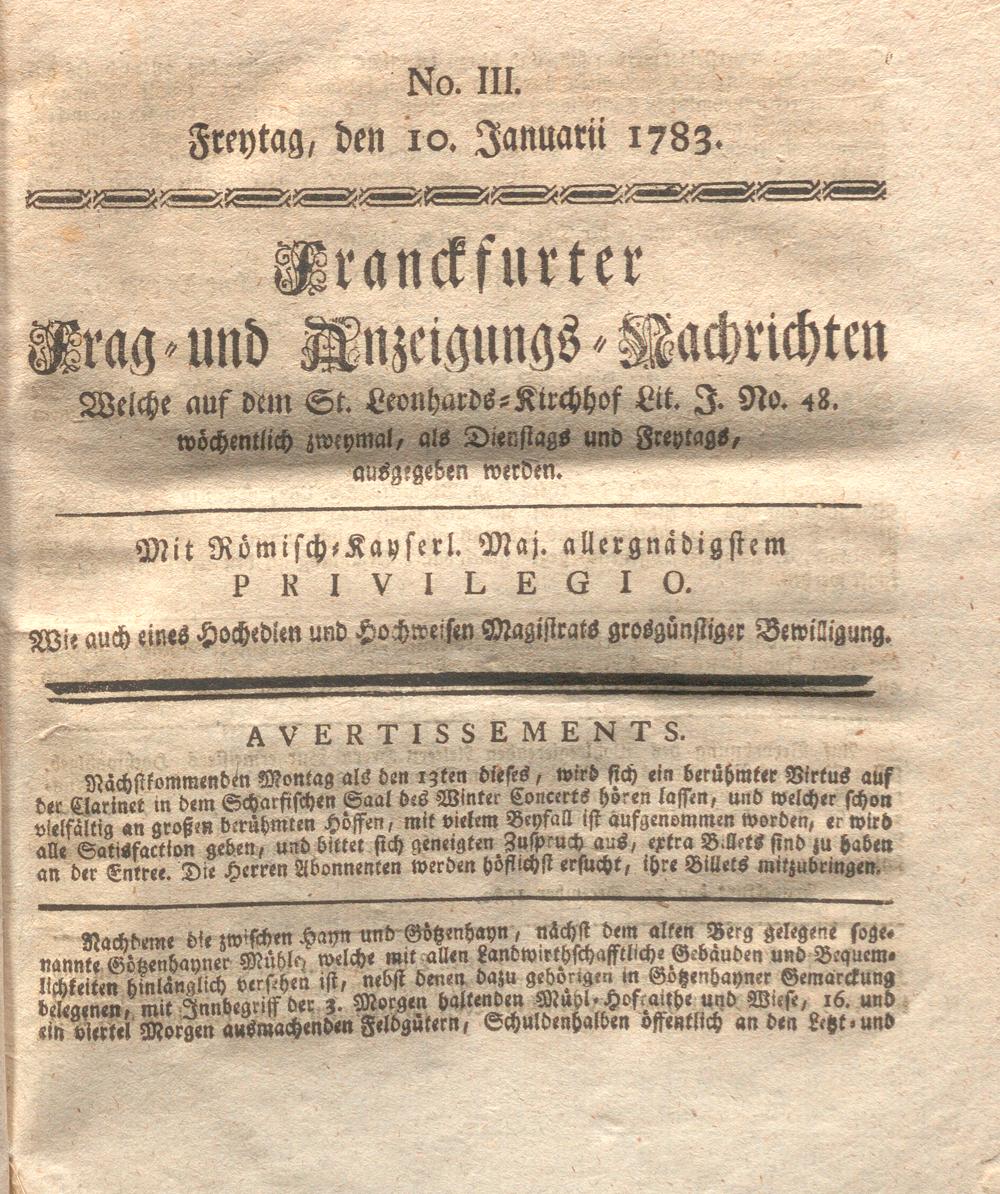 No. III.
Freytag, den 10. Januarii 1783.
Franckfurter
Frag- und Anzeigungs-Nachrichten
Welche auf dem St. Leonhards-Kirchhof Lit. J. No. 48.
wöchentlich zweymal, als Dienstags und Freytags,
ausgegeben werden.
Mit Römisch-Kayserl. Maj. allergnädigstem
PRIVILEGIO.
Wie auch eines Hochedlen und Hochweisen Magistrats grosgünstiger Bewilligung.
AVERTISSEMENTS.
Nächstkommenden Montag als den 13ten dieses, wird sich ein berühmter Virtus auf
der Clarinet in dem Scharfischen Saal des Winter Concerts hören lassen, und welcher schon
vielfältig an großen berühmten Höffen, mit vielem Beyfall ist aufgenommen worden, er wird
alle Satisfaction geben, und bittet sich geneigten Zuspruch aus, extra Billets sind zu haben
an der Entree. Die Herren Abonnenten werden höflichst ersucht, ihre Billets mitzubringen.
Nachdeme die zwischen Hayn und Götzenhayn, nächst dem alten Berg gelegene soge-
nannte Götzenhayner Mühle, welche mit allen Landwirthschafftliche Gebäuden und Bequem-
lichkeiten hinlänglich versehen ist, nebst denen dazu gehörigen in Götzenhayner Gemarckung
belegenen, mit Innbegriff der 3. Morgen haltenden Mühl-Hofraithe und Wiese, 16. und
ein viertel Morgen ausmachenden Feldgütern, Schuldenhalben öffentlich an den Letzt- und